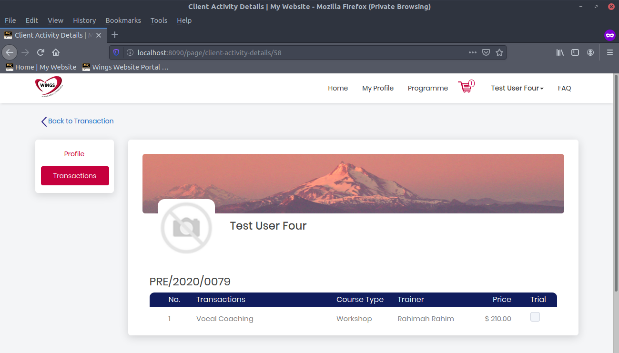 Client Activity Details | My Website - Mozilla Firefox (Private Browsing)
File Edit View History Bookmarks Tools Help
Client Activity Details | M
localhost:8090/page/client-activity-details/58
Home | My Website Wings Website Portal ...
WINGS
Home My Profile Programme 1 Test User Four FAQ
Back to Transaction
Profile
Transactions
Test User Four
PRE/2020/0079
No. Transactions Course Type Trainer Price Trial
1 Vocal Coaching Workshop Rahimah Rahim $ 210.00